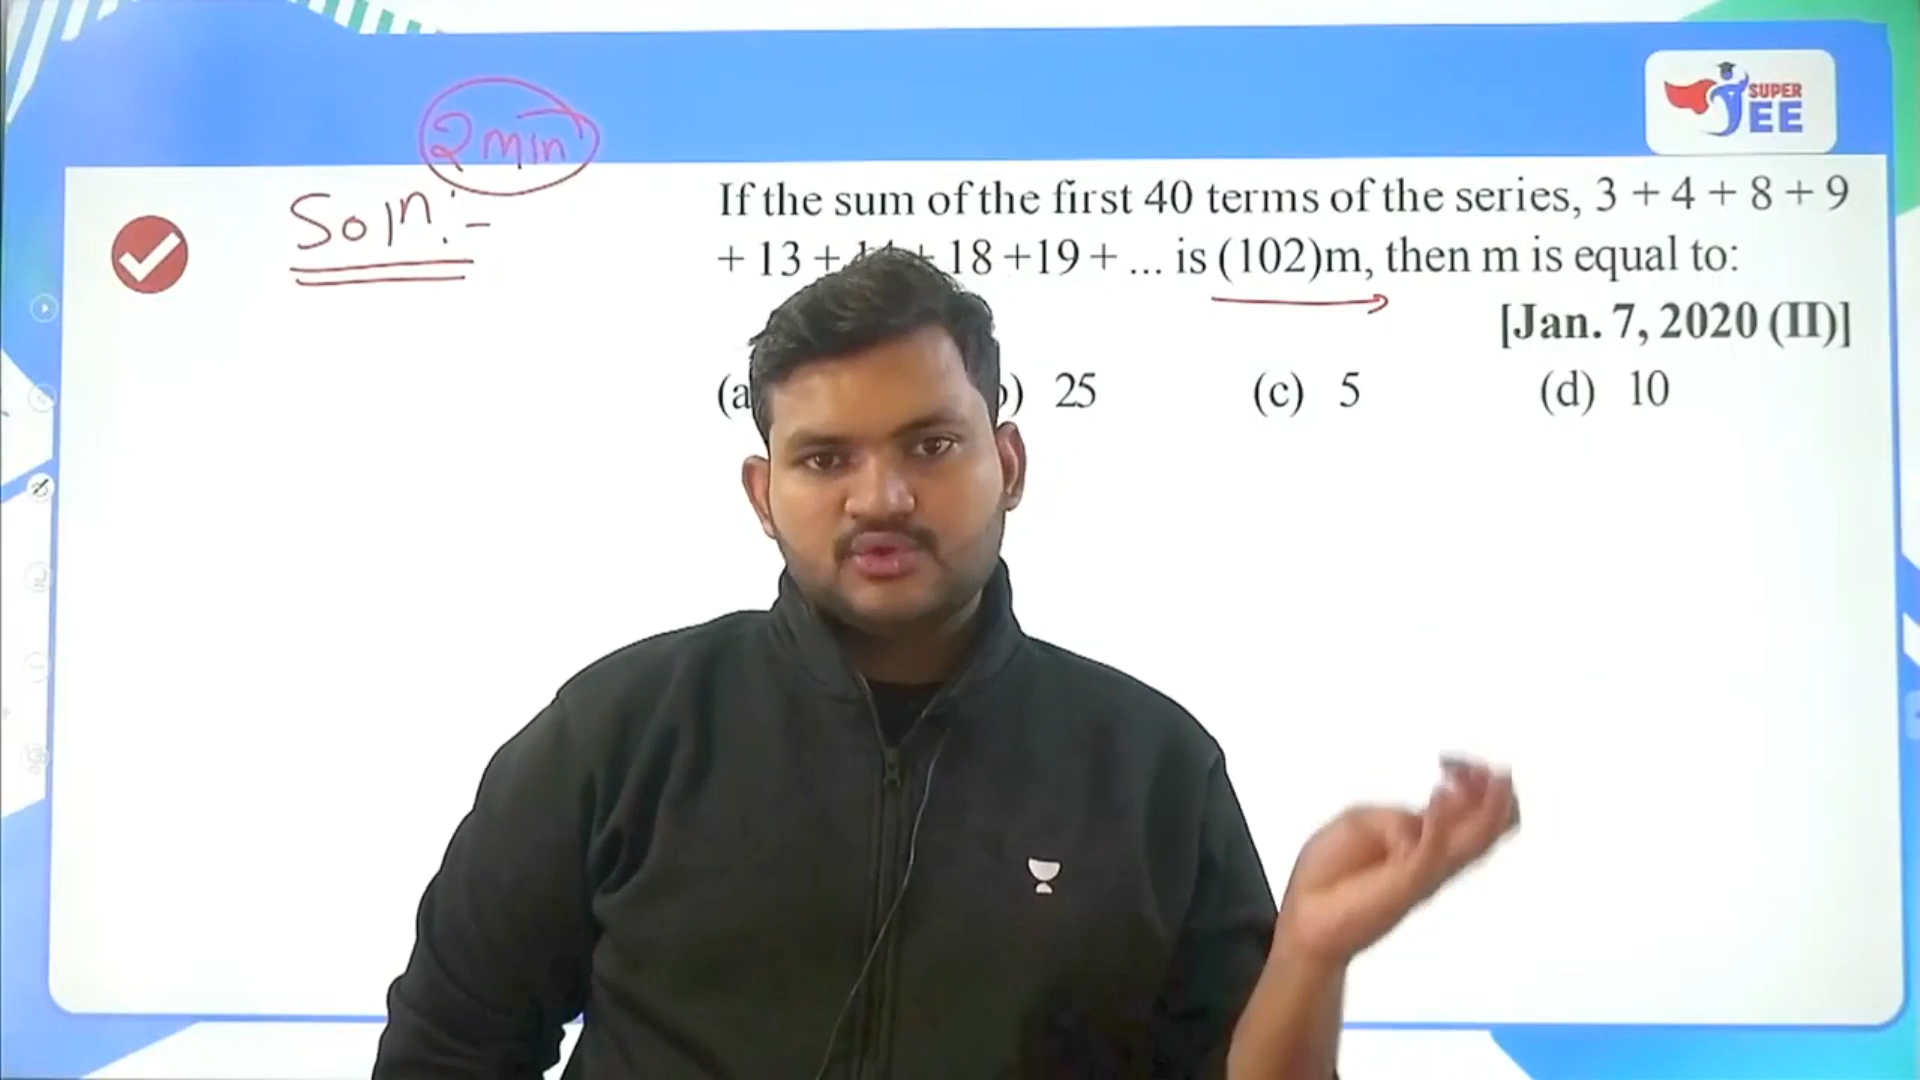 SUPER
JEE
2 min
Soln:-
If the sum of the first 40 terms of the series, 3 + 4 + 8 + 9
+ 13 + + 18 +19 + ... is (102)m, then m is equal to:
[Jan. 7, 2020 (II)]
(a 25 (c) 5 (d) 10